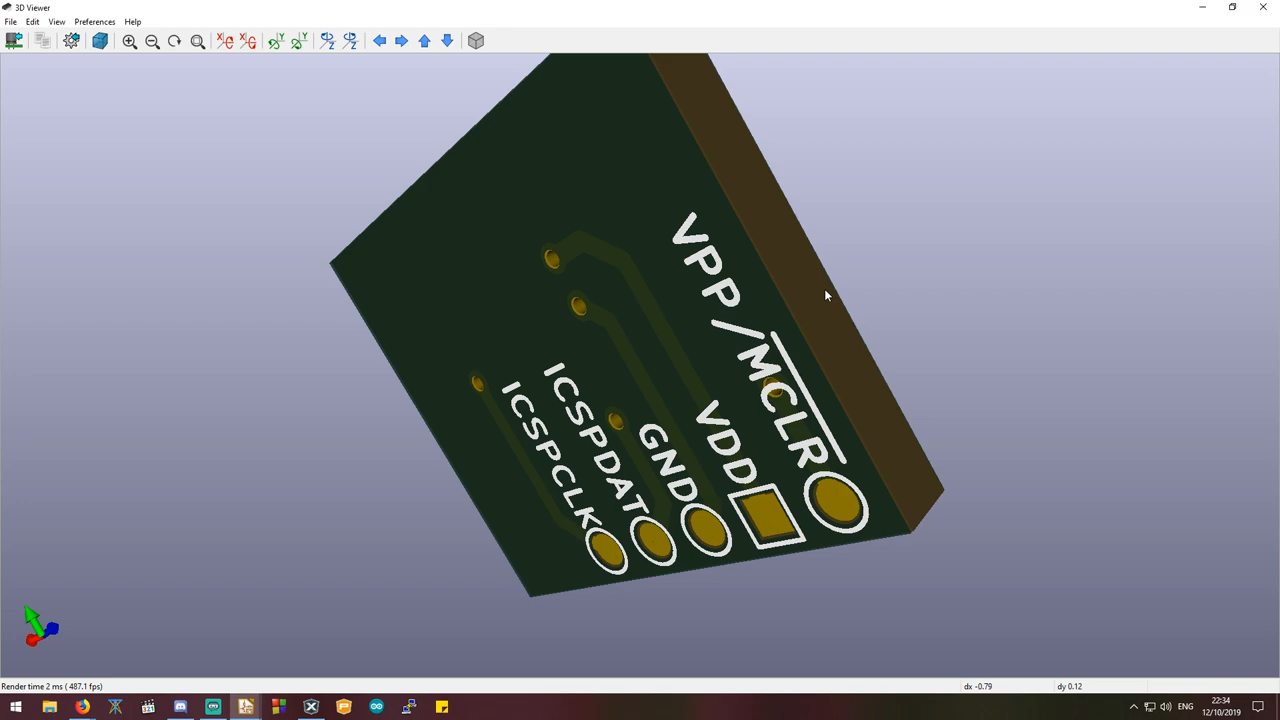 3D Viewer
File Edit View Preferences Help
VPP/MCLR
VDD
GND
ICSPDAT
ICSPCLK
Render time 2 ms ( 487.1 fps)
dx -0.79
dy 0.12
ENG
22:34
12/10/2019